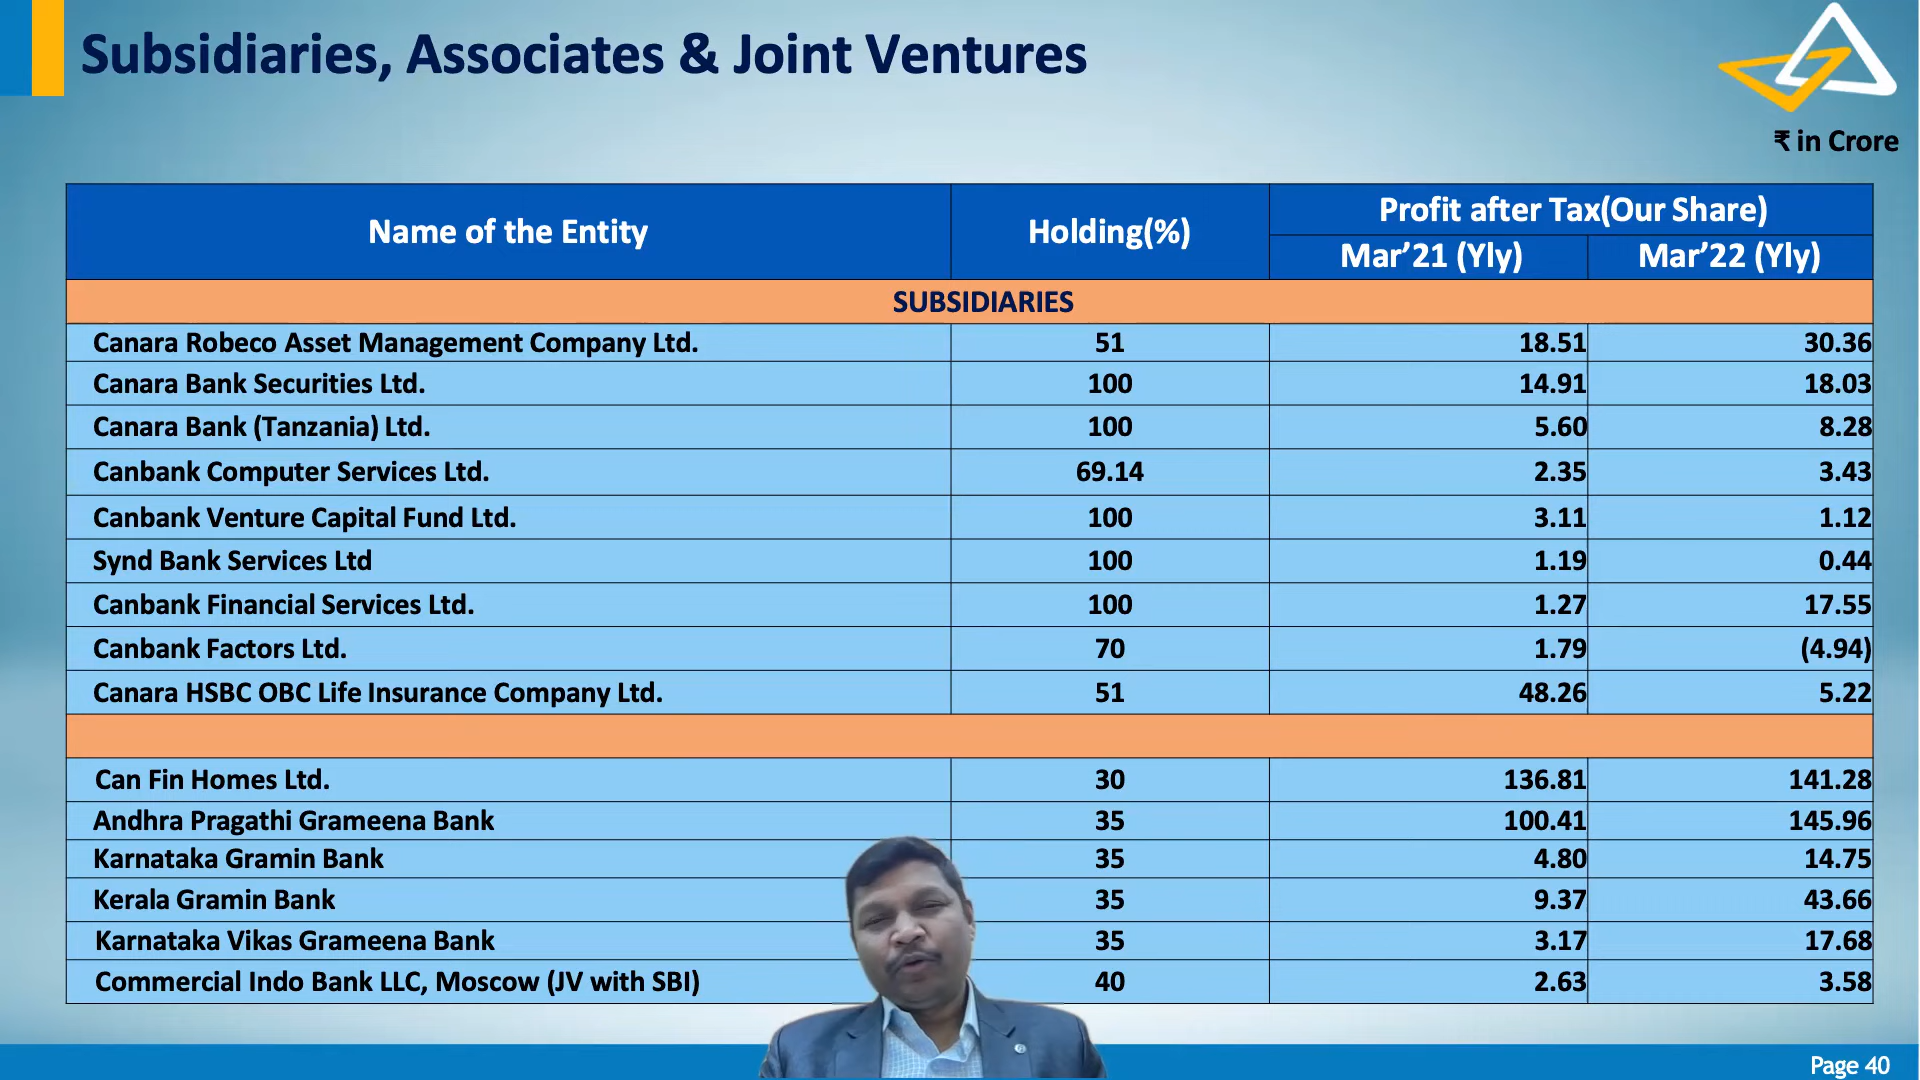 Subsidiaries, Associates & Joint Ventures
₹ in Crore
Name of the Entity Holding(%) Profit after Tax(Our Share)
Mar’21 (Yly) Mar’22 (Yly)
SUBSIDIARIES
Canara Robeco Asset Management Company Ltd. 51 18.51 30.36
Canara Bank Securities Ltd. 100 14.91 18.03
Canara Bank (Tanzania) Ltd. 100 5.60 8.28
Canbank Computer Services Ltd. 69.14 2.35 3.43
Canbank Venture Capital Fund Ltd. 100 3.11 1.12
Synd Bank Services Ltd 100 1.19 0.44
Canbank Financial Services Ltd. 100 1.27 17.55
Canbank Factors Ltd. 70 1.79 (4.94)
Canara HSBC OBC Life Insurance Company Ltd. 51 48.26 5.22
Can Fin Homes Ltd. 30 136.81 141.28
Andhra Pragathi Grameena Bank 35 100.41 145.96
Karnataka Gramin Bank 35 4.80 14.75
Kerala Gramin Bank 35 9.37 43.66
Karnataka Vikas Grameena Bank 35 3.17 17.68
Commercial Indo Bank LLC, Moscow (JV with SBI) 40 2.63 3.58
Page 40